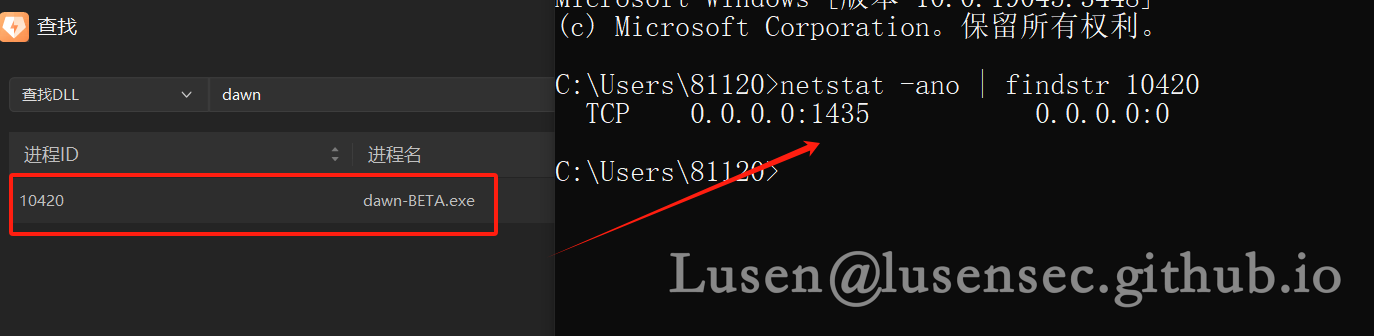 查找
查找DLL
dawn
进程ID
进程名
10420
dawn-BETA.exe
Microsoft Windows [版本 10.0.19045.5448]
(c) Microsoft Corporation。保留所有权利。
C:\Users\81120>netstat -ano | findstr 10420
TCP 0.0.0.0:1435 0.0.0.0:0
C:\Users\81120>
Lusen@lusensec.github.io